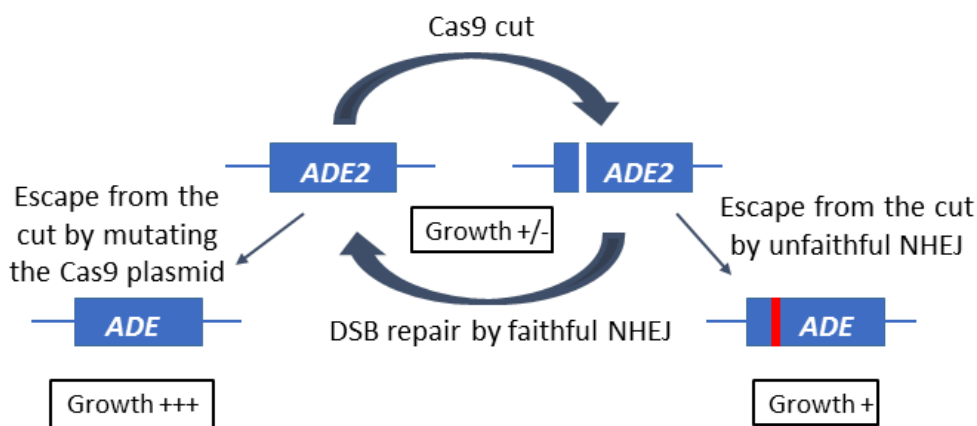 Cas9 cut
ADE2
ADE2
Escape from the
cut by mutating
the Cas9 plasmid
Growth +/-
Escape from the cut
by unfaithful NHEJ
ADE
DSB repair by faithful NHEJ
ADE
Growth +++
Growth +